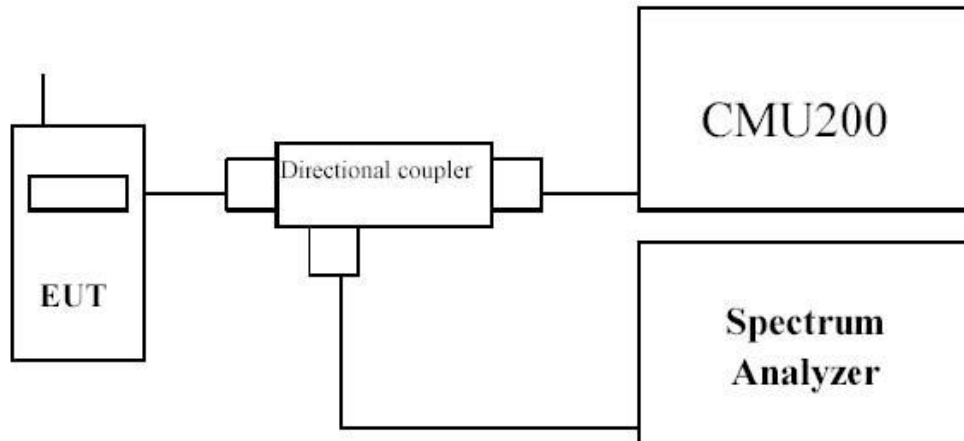 CMU200
Directional coupler
EUT
Spectrum
Analyzer